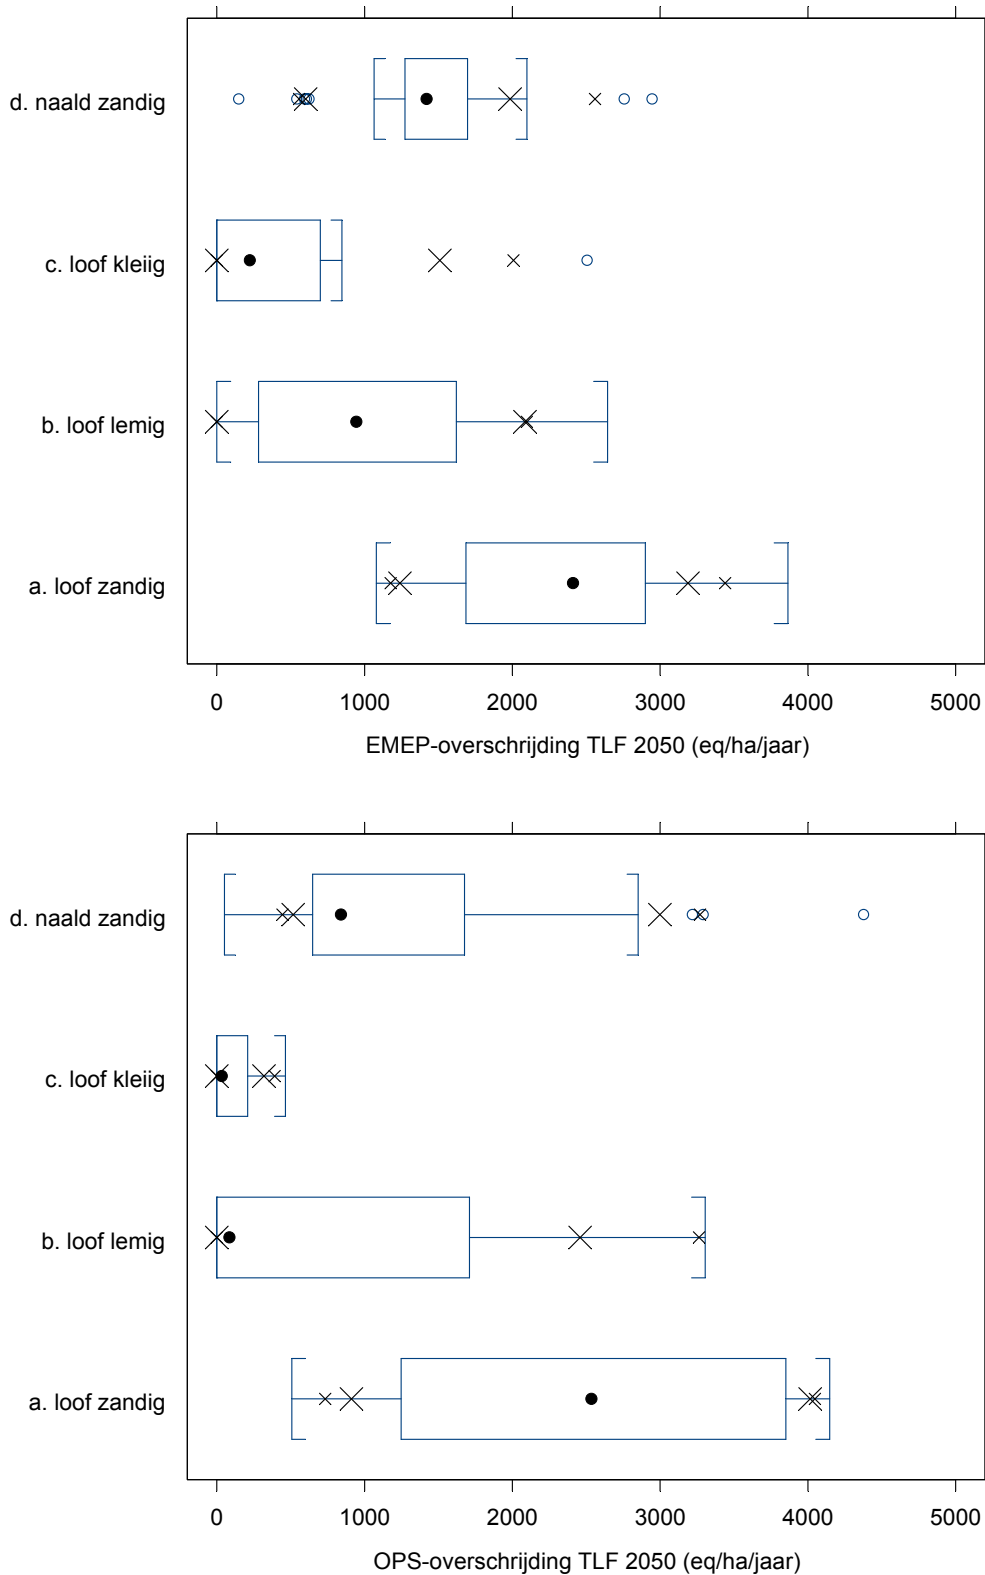 d. naald zandig
c. loof kleiig
b. loof lemig
a. loof zandig
0 1000 2000 3000 4000 5000
EMEP-overschrijding TLF 2050 (eq/ha/jaar)
d. naald zandig
c. loof kleiig
b. loof lemig
a. loof zandig
0 1000 2000 3000 4000 5000
OPS-overschrijding TLF 2050 (eq/ha/jaar)